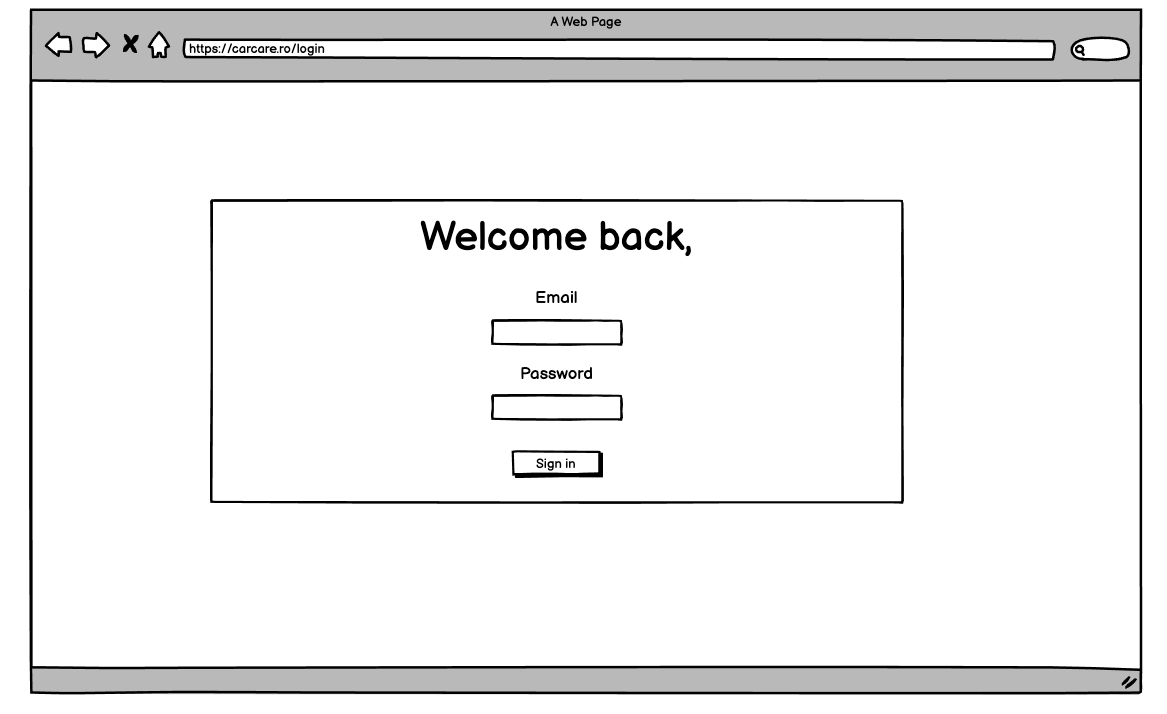 A Web Page
https://carcare.ro/login
Welcome back,
Email
Password
Sign in